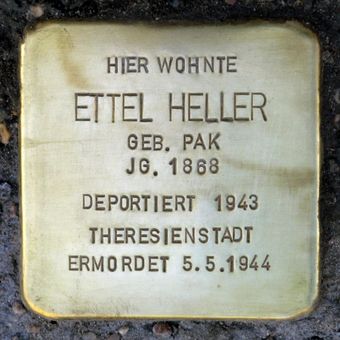 HIER WOHNTE
ETTEL HELLER
GEB. PAK
JG. 1868
DEPORTIERT 1943
THERESIENSTADT
ERMORDET 5.5.1944